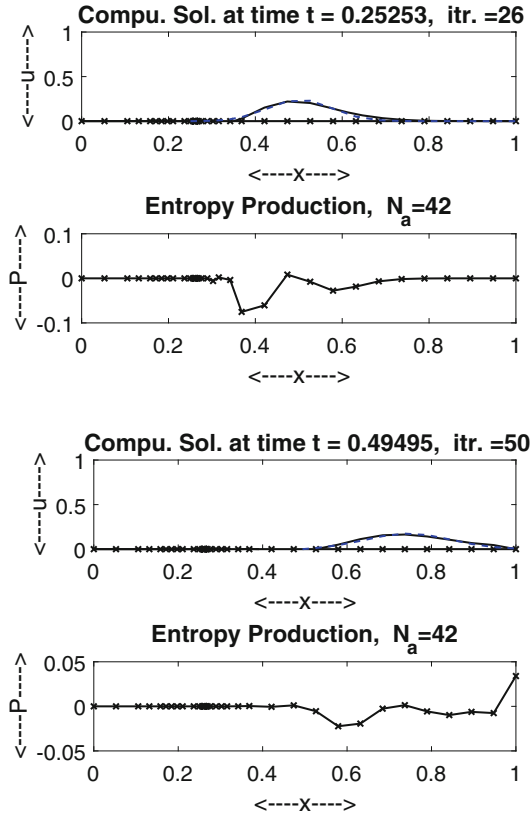 Compu. Sol. at time t = 0.25253, itr. =26
1
0.5
0
<----u---->
0 0.2 0.4 0.6 0.8 1
<----x---->
Entropy Production, N_a=42
0.1
0
-0.1
<----P---->
0 0.2 0.4 0.6 0.8 1
<----x---->
Compu. Sol. at time t = 0.49495, itr. =50
1
0.5
0
<----u---->
0 0.2 0.4 0.6 0.8 1
<----x---->
Entropy Production, N_a=42
0.05
0
-0.05
<----P---->
0 0.2 0.4 0.6 0.8 1
<----x---->